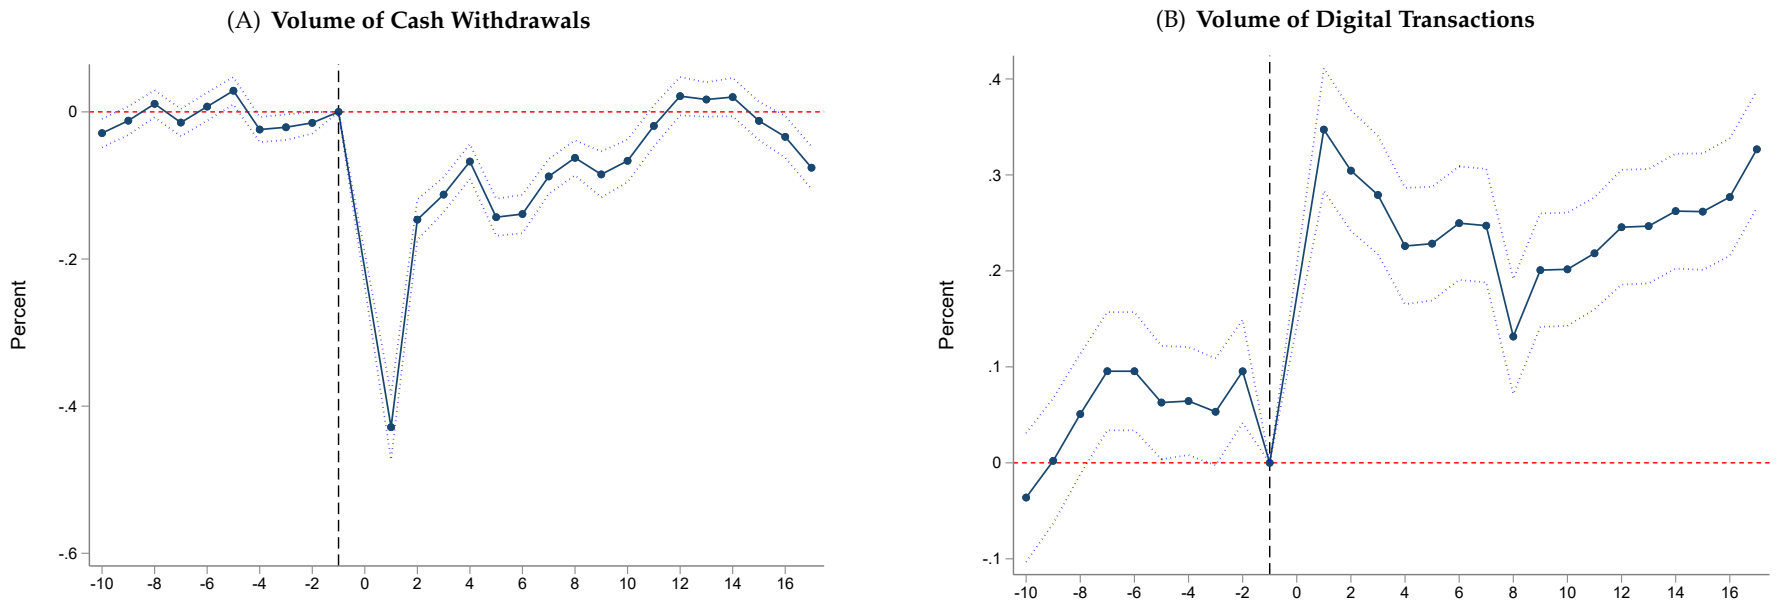 (A) Volume of Cash Withdrawals
Percent
0
-.2
-.4
-.6
-10 -8 -6 -4 -2 0 2 4 6 8 10 12 14 16
(B) Volume of Digital Transactions
Percent
.4
.3
.2
.1
0
-.1
-10 -8 -6 -4 -2 0 2 4 6 8 10 12 14 16